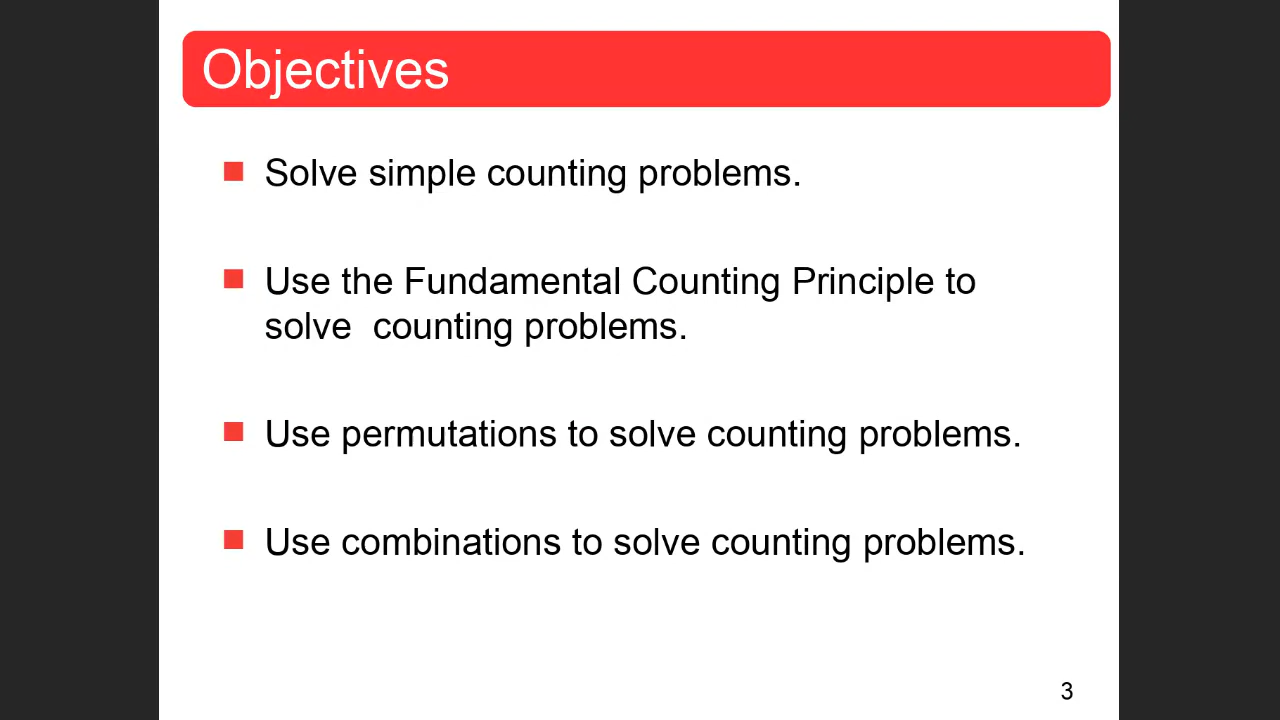 Objectives
Solve simple counting problems.
Use the Fundamental Counting Principle to
solve  counting problems.
Use permutations to solve counting problems.
Use combinations to solve counting problems.
3